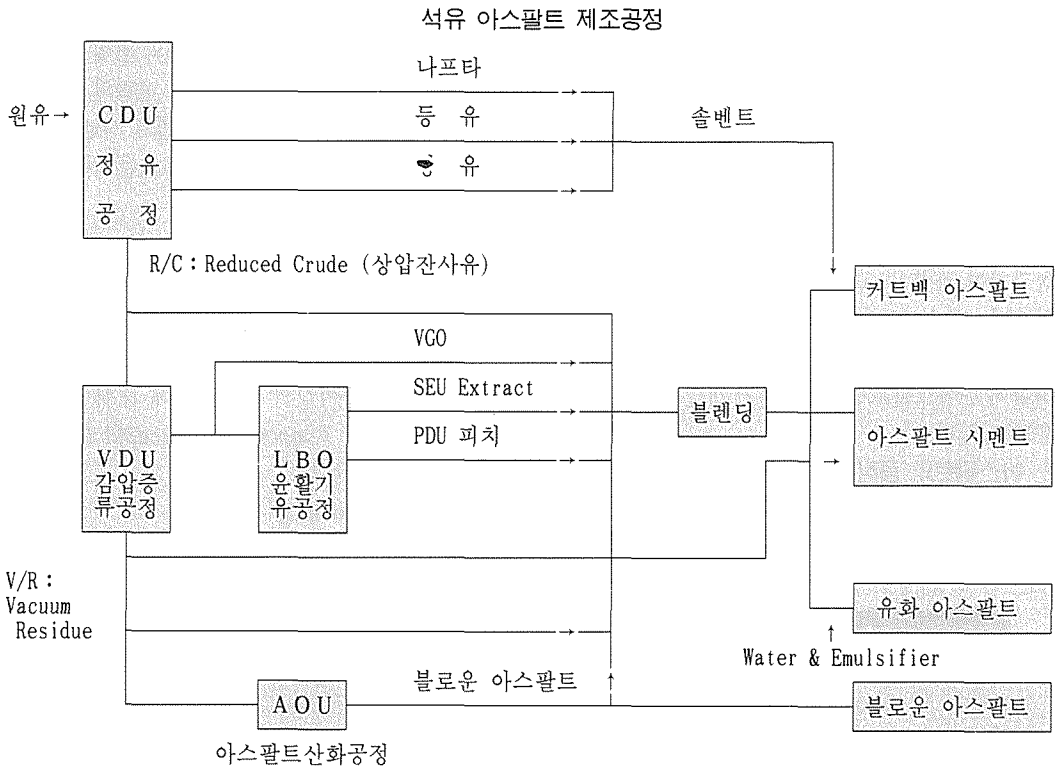 석유 아스팔트 제조공정
나프타
원유→
C D U
정 유
공 정
등 유
유
솔벤트
R/C : Reduced Crude (상압잔사유)
커트백 아스팔트
VGO
SEU Extract
PDU 피치
블렌딩
아스팔트 시멘트
V D U
감압증
류공정
L B O
윤활기
유공정
V/R :
Vacuum
Residue
유화 아스팔트
Water & Emulsifier
블로운 아스팔트
A O U
아스팔트산화공정
블로운 아스팔트